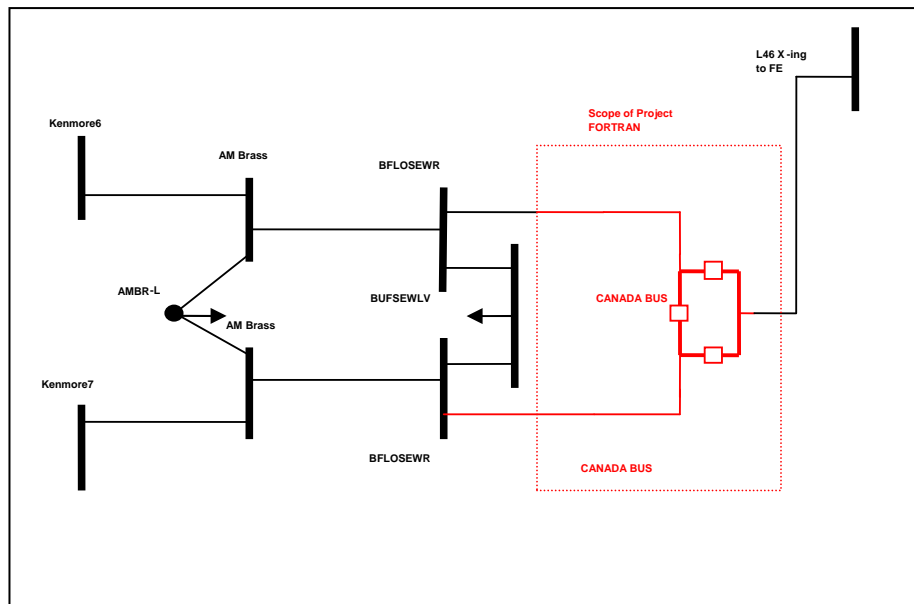 L46 X -ing
to FE
Scope of Project
FORTRAN
Kenmore6
AM Brass
BFLOSEWR
AMBR-L
BUFSEWLV
CANADA BUS
AM Brass
Kenmore7
BFLOSEWR
CANADA BUS